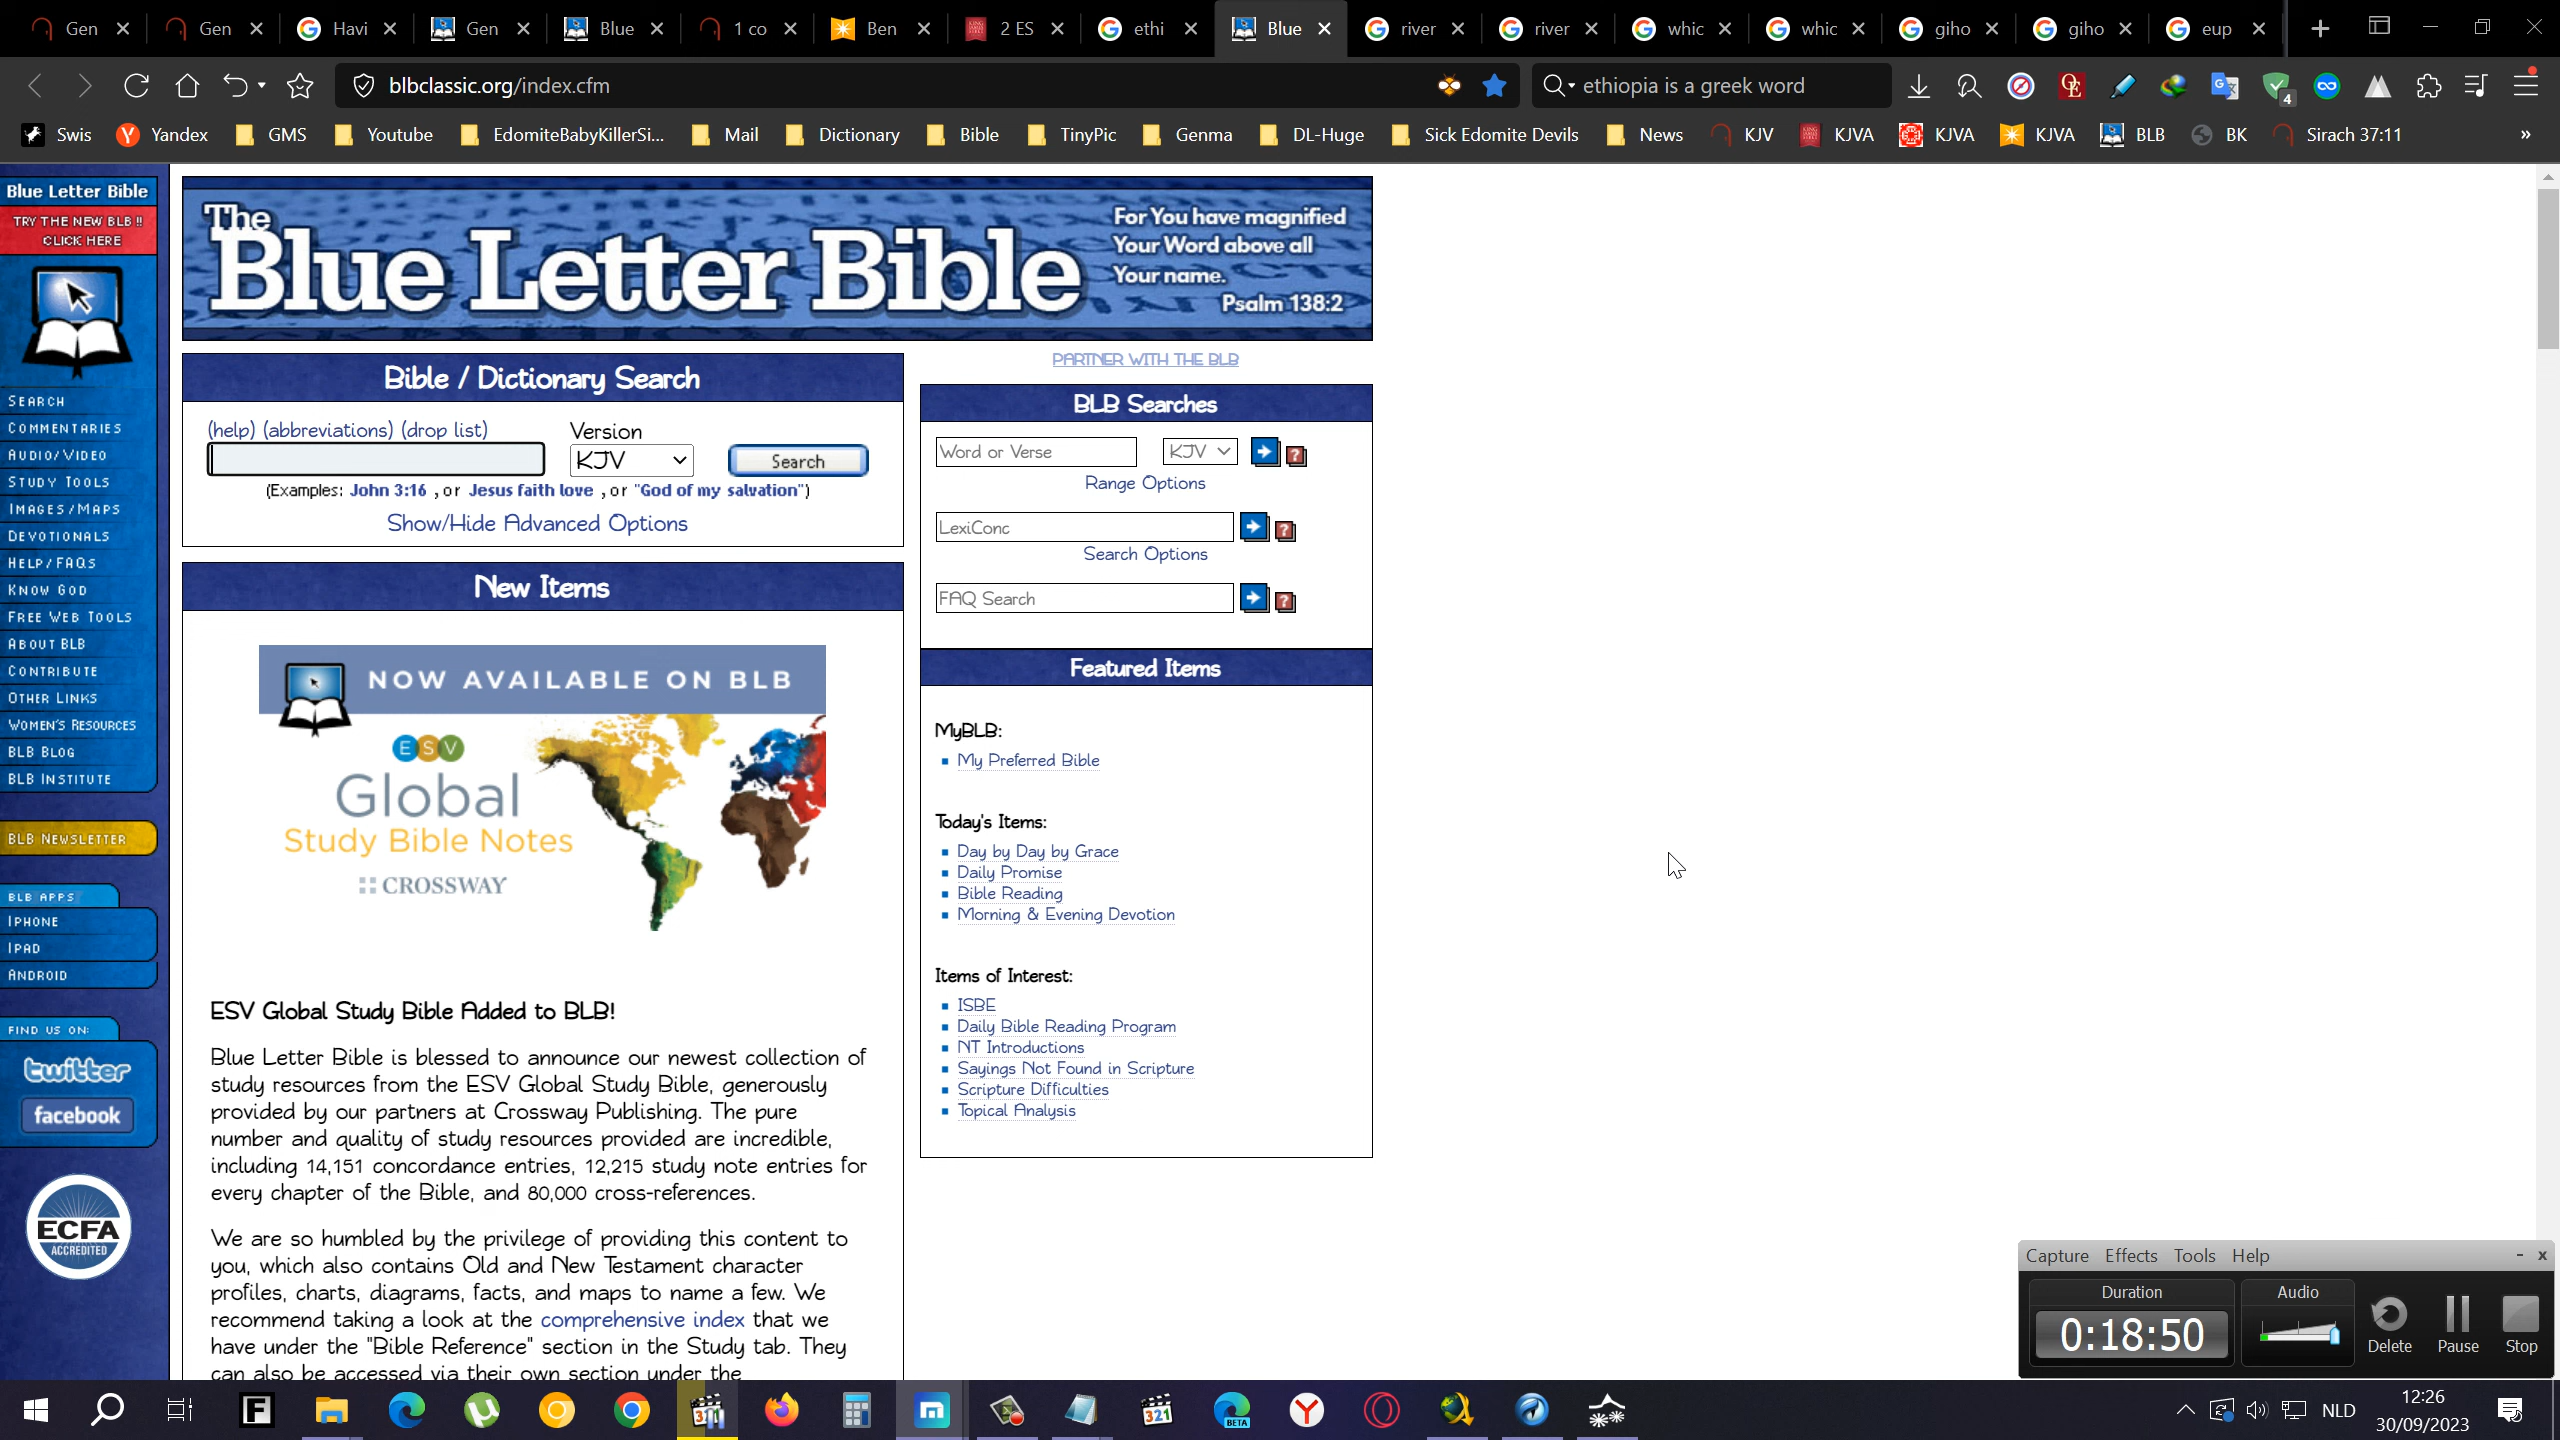 Gen
Gen
Havi
Gen
Blue
1 co
Ben
2 ES
ethi
Blue
river
river
whic
whic
giho
giho
eup
blbclassic.org/index.cfm
ethiopia is a greek word
4
Swis
Yandex
GMS
Youtube
EdomiteBabyKillerSi...
Mail
Dictionary
Bible
TinyPic
Genma
DL-Huge
Sick Edomite Devils
News
KJV
KJVA
KJVA
KJVA
BLB
BK
Sirach 37:11
»
Blue Letter Bible
TRY THE NEW BLB !!
CLICK HERE
SEARCH
COMMENTARIES
AUDIO/VIDEO
STUDY TOOLS
IMAGES/MAPS
DEVOTIONALS
HELP/FAQS
KNOW GOD
FREE WEB TOOLS
ABOUT BLB
CONTRIBUTE
OTHER LINKS
WOMEN'S RESOURCES
BLB BLOG
BLB INSTITUTE
BLB NEWSLETTER
BLB APPS
IPHONE
IPAD
ANDROID
FIND US ON:
twitter
facebook
ECFA
ACCREDITED
The
Blue Letter Bible
For You have magnified
Your Word above all
Your name.
Psalm 138:2
Bible / Dictionary Search
(help) (abbreviations) (drop list)
Version
KJV
Search
(Examples: John 3:16 , or Jesus faith love , or "God of my salvation")
Show/Hide Advanced Options
New Items
NOW AVAILABLE ON BLB
ESV
Global
Study Bible Notes
CROSSWAY
ESV Global Study Bible Added to BLB!
Blue Letter Bible is blessed to announce our newest collection of
study resources from the ESV Global Study Bible, generously
provided by our partners at Crossway Publishing. The pure
number and quality of study resources provided are incredible,
including 14,151 concordance entries, 12,215 study note entries for
every chapter of the Bible, and 80,000 cross-references.
We are so humbled by the privilege of providing this content to
you, which also contains Old and New Testament character
profiles, charts, diagrams, facts, and maps to name a few. We
recommend taking a look at the comprehensive index that we
have under the "Bible Reference" section in the Study tab. They
can also be accessed via their own section under the
PARTNER WITH THE BLB
BLB Searches
Word or Verse
KJV
Range Options
LexiConc
Search Options
FAQ Search
Featured Items
MyBLB:
My Preferred Bible
Today's Items:
Day by Day by Grace
Daily Promise
Bible Reading
Morning & Evening Devotion
Items of Interest:
ISBE
Daily Bible Reading Program
NT Introductions
Sayings Not Found in Scripture
Scripture Difficulties
Topical Analysis
Capture Effects Tools Help
Duration
Audio
0:18:50
Delete
Pause
Stop
321
BETA
NLD
12:26
30/09/2023